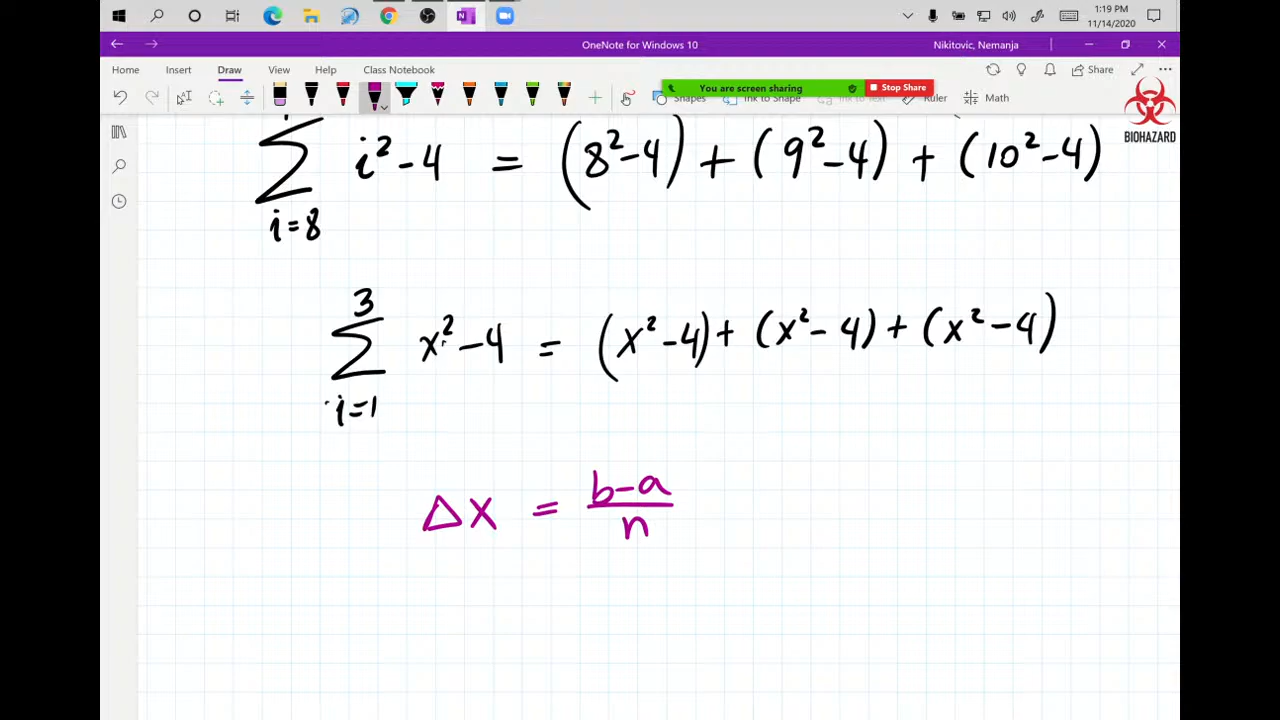 1:19 PM
11/14/2020
OneNote for Windows 10
Nikitovic, Nemanja
Home Insert Draw View Help Class Notebook
Share
You are screen sharing
Stop Share
Shapes Ink to Shape Ruler Math
BIOHAZARD
∑ i² - 4 = (8² - 4) + (9² - 4) + (10² - 4)
i = 8
3
∑ x² - 4 = (x² - 4) + (x² - 4) + (x² - 4)
i = 1
Δx = b-a
n